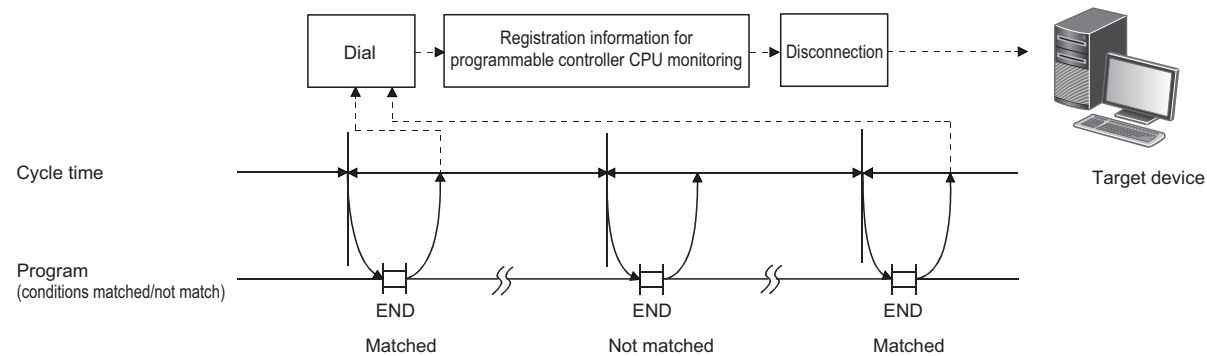 Dial
Registration information for
programmable controller CPU monitoring
Disconnection
Cycle time
Target device
Program
(conditions matched/not match)
END
END
END
Matched
Not matched
Matched